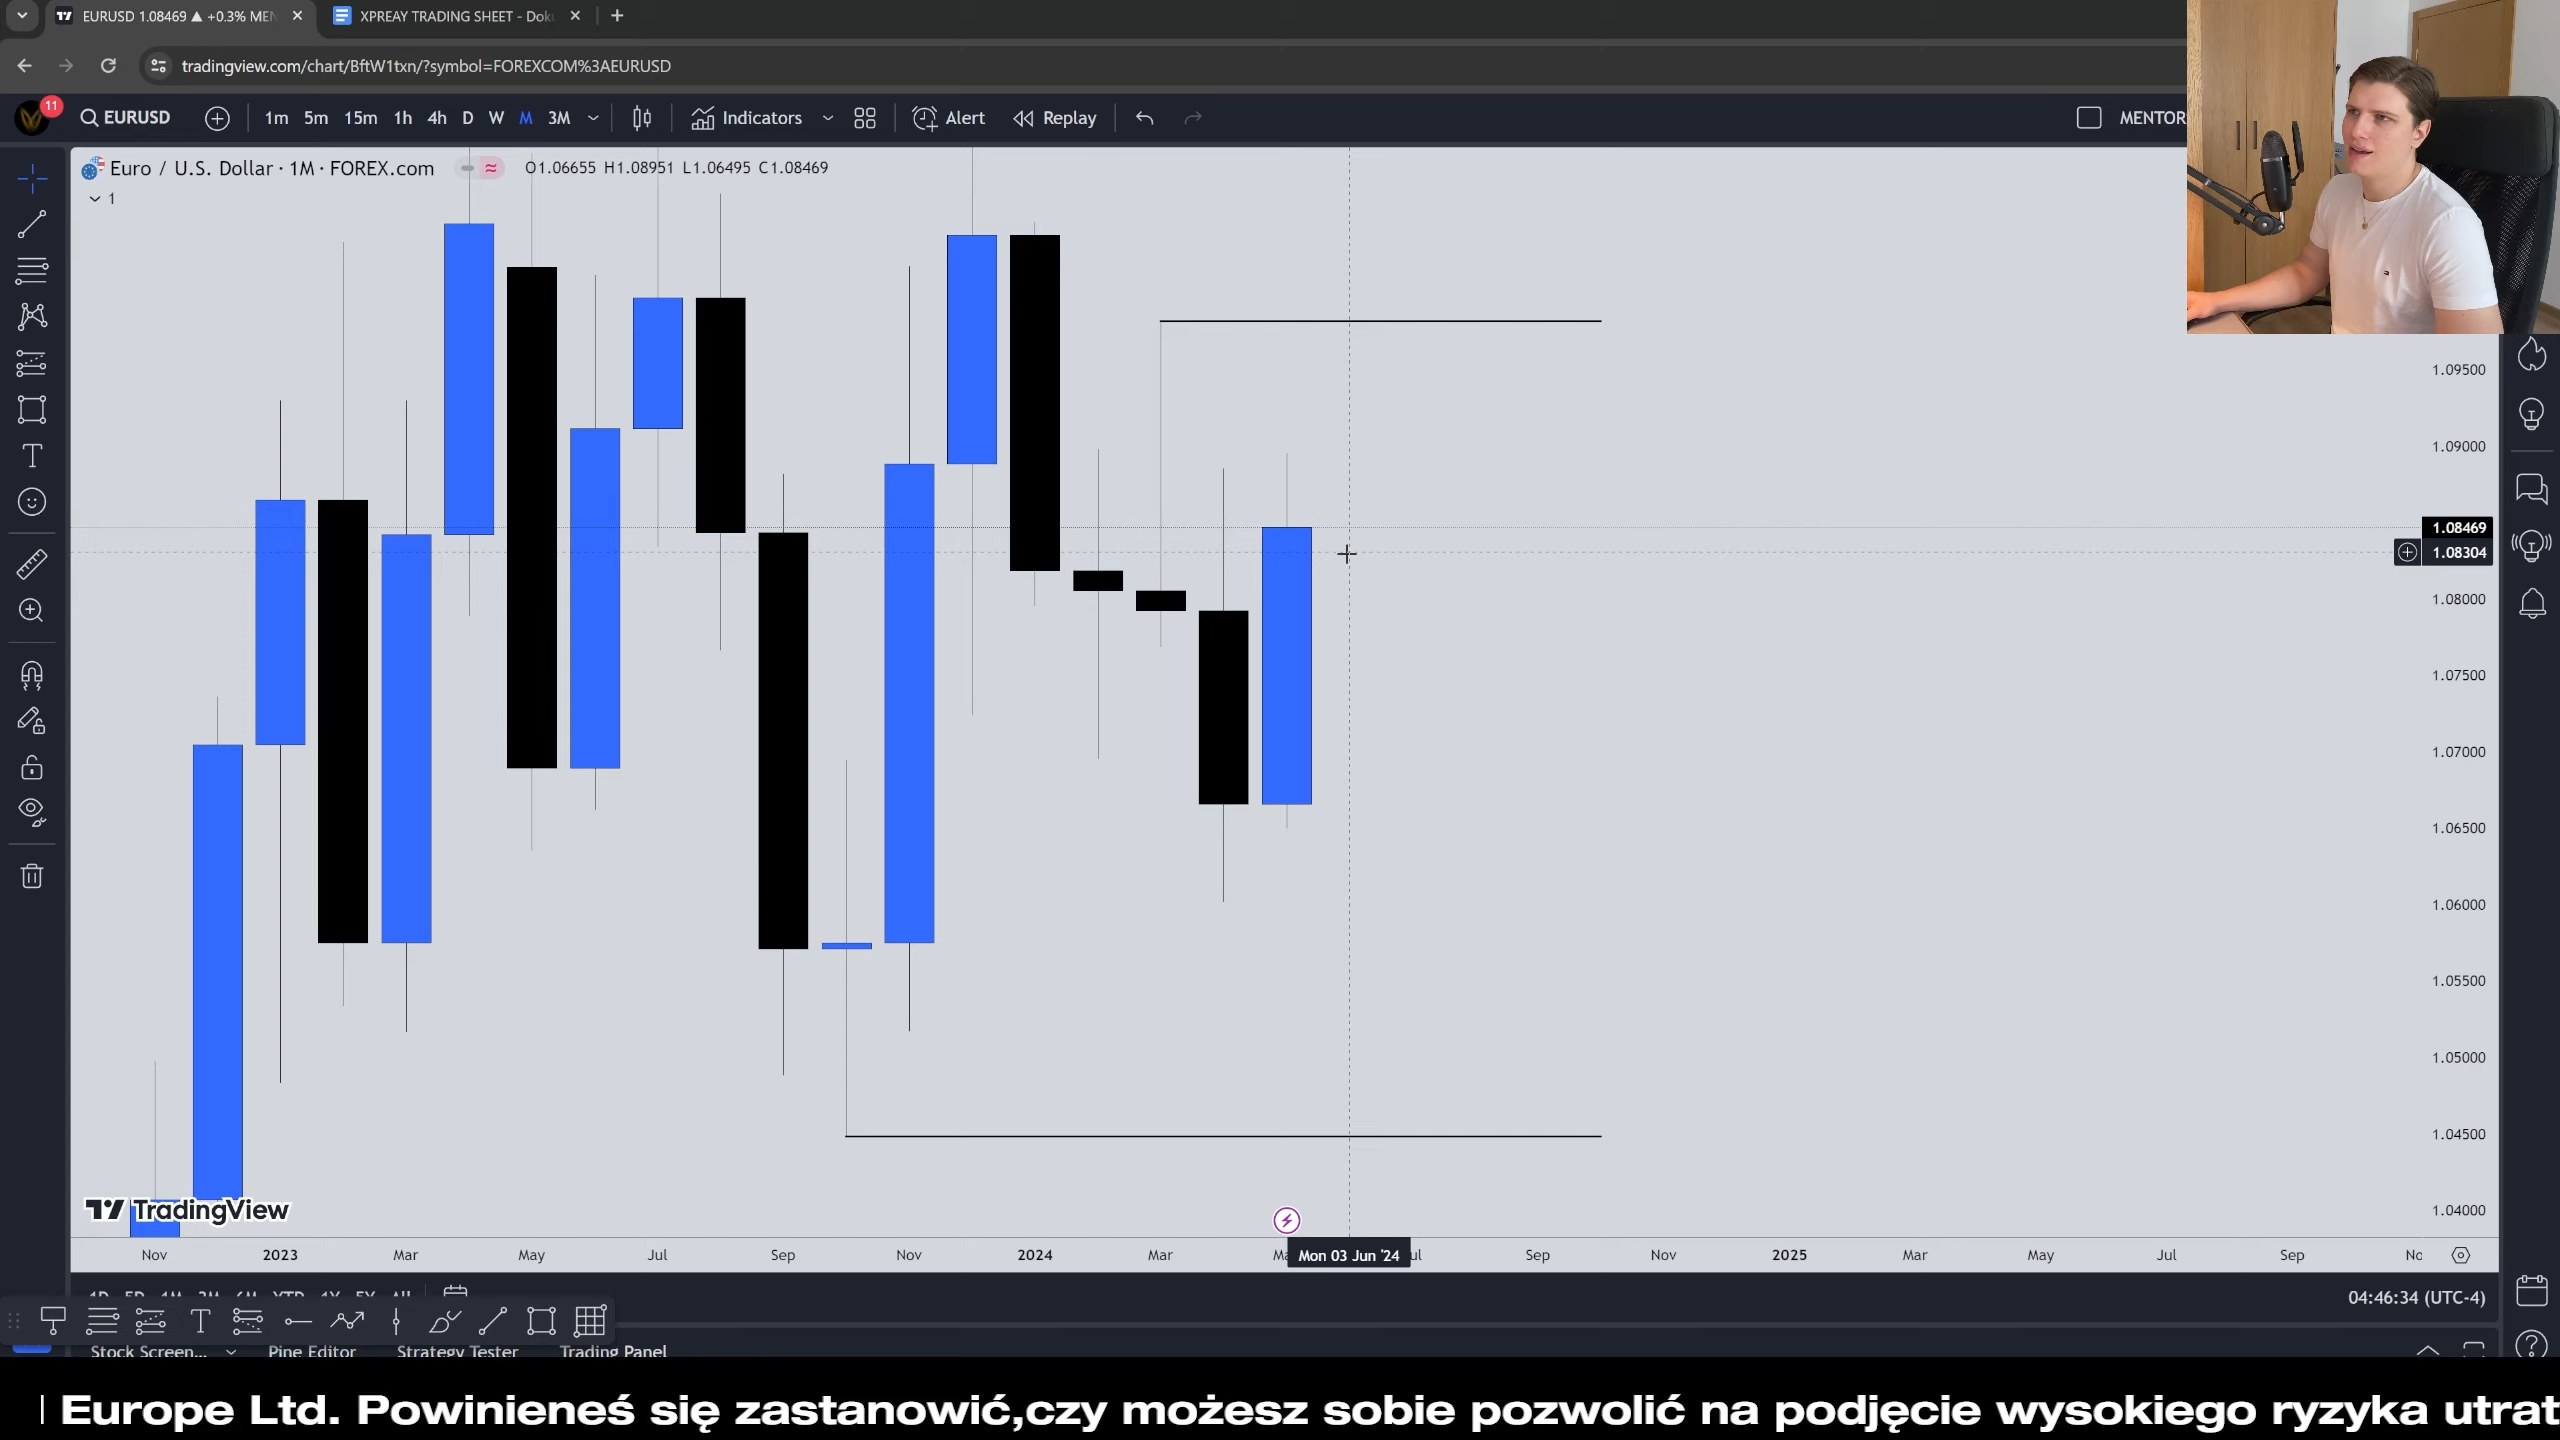 EURUSD 1.08469 ▲ +0.3% MEN
XPREAY TRADING SHEET - Dok
tradingview.com/chart/BftW1txn/?symbol=FOREXCOM%3AEURUSD
11
EURUSD
1m 5m 15m 1h 4h D W M 3M
Indicators
Alert
Replay
MENTOR
Euro / U.S. Dollar · 1M · FOREX.com
O1.06655 H1.08951 L1.06495 C1.08469
1
1.09500
1.09000
1.08469
1.08304
1.08000
1.07500
1.07000
1.06500
1.06000
1.05500
1.05000
1.04500
1.04000
TradingView
Nov 2023 Mar May Jul Sep Nov 2024 Mar Mon 03 Jun '24 Sep Nov 2025 Mar May Jul Sep
04:46:34 (UTC-4)
Stock Screen... Pine Editor Strategy Tester Trading Panel
| Europe Ltd. Powinieneś się zastanowić,czy możesz sobie pozwolić na podjęcie wysokiego ryzyka utrat